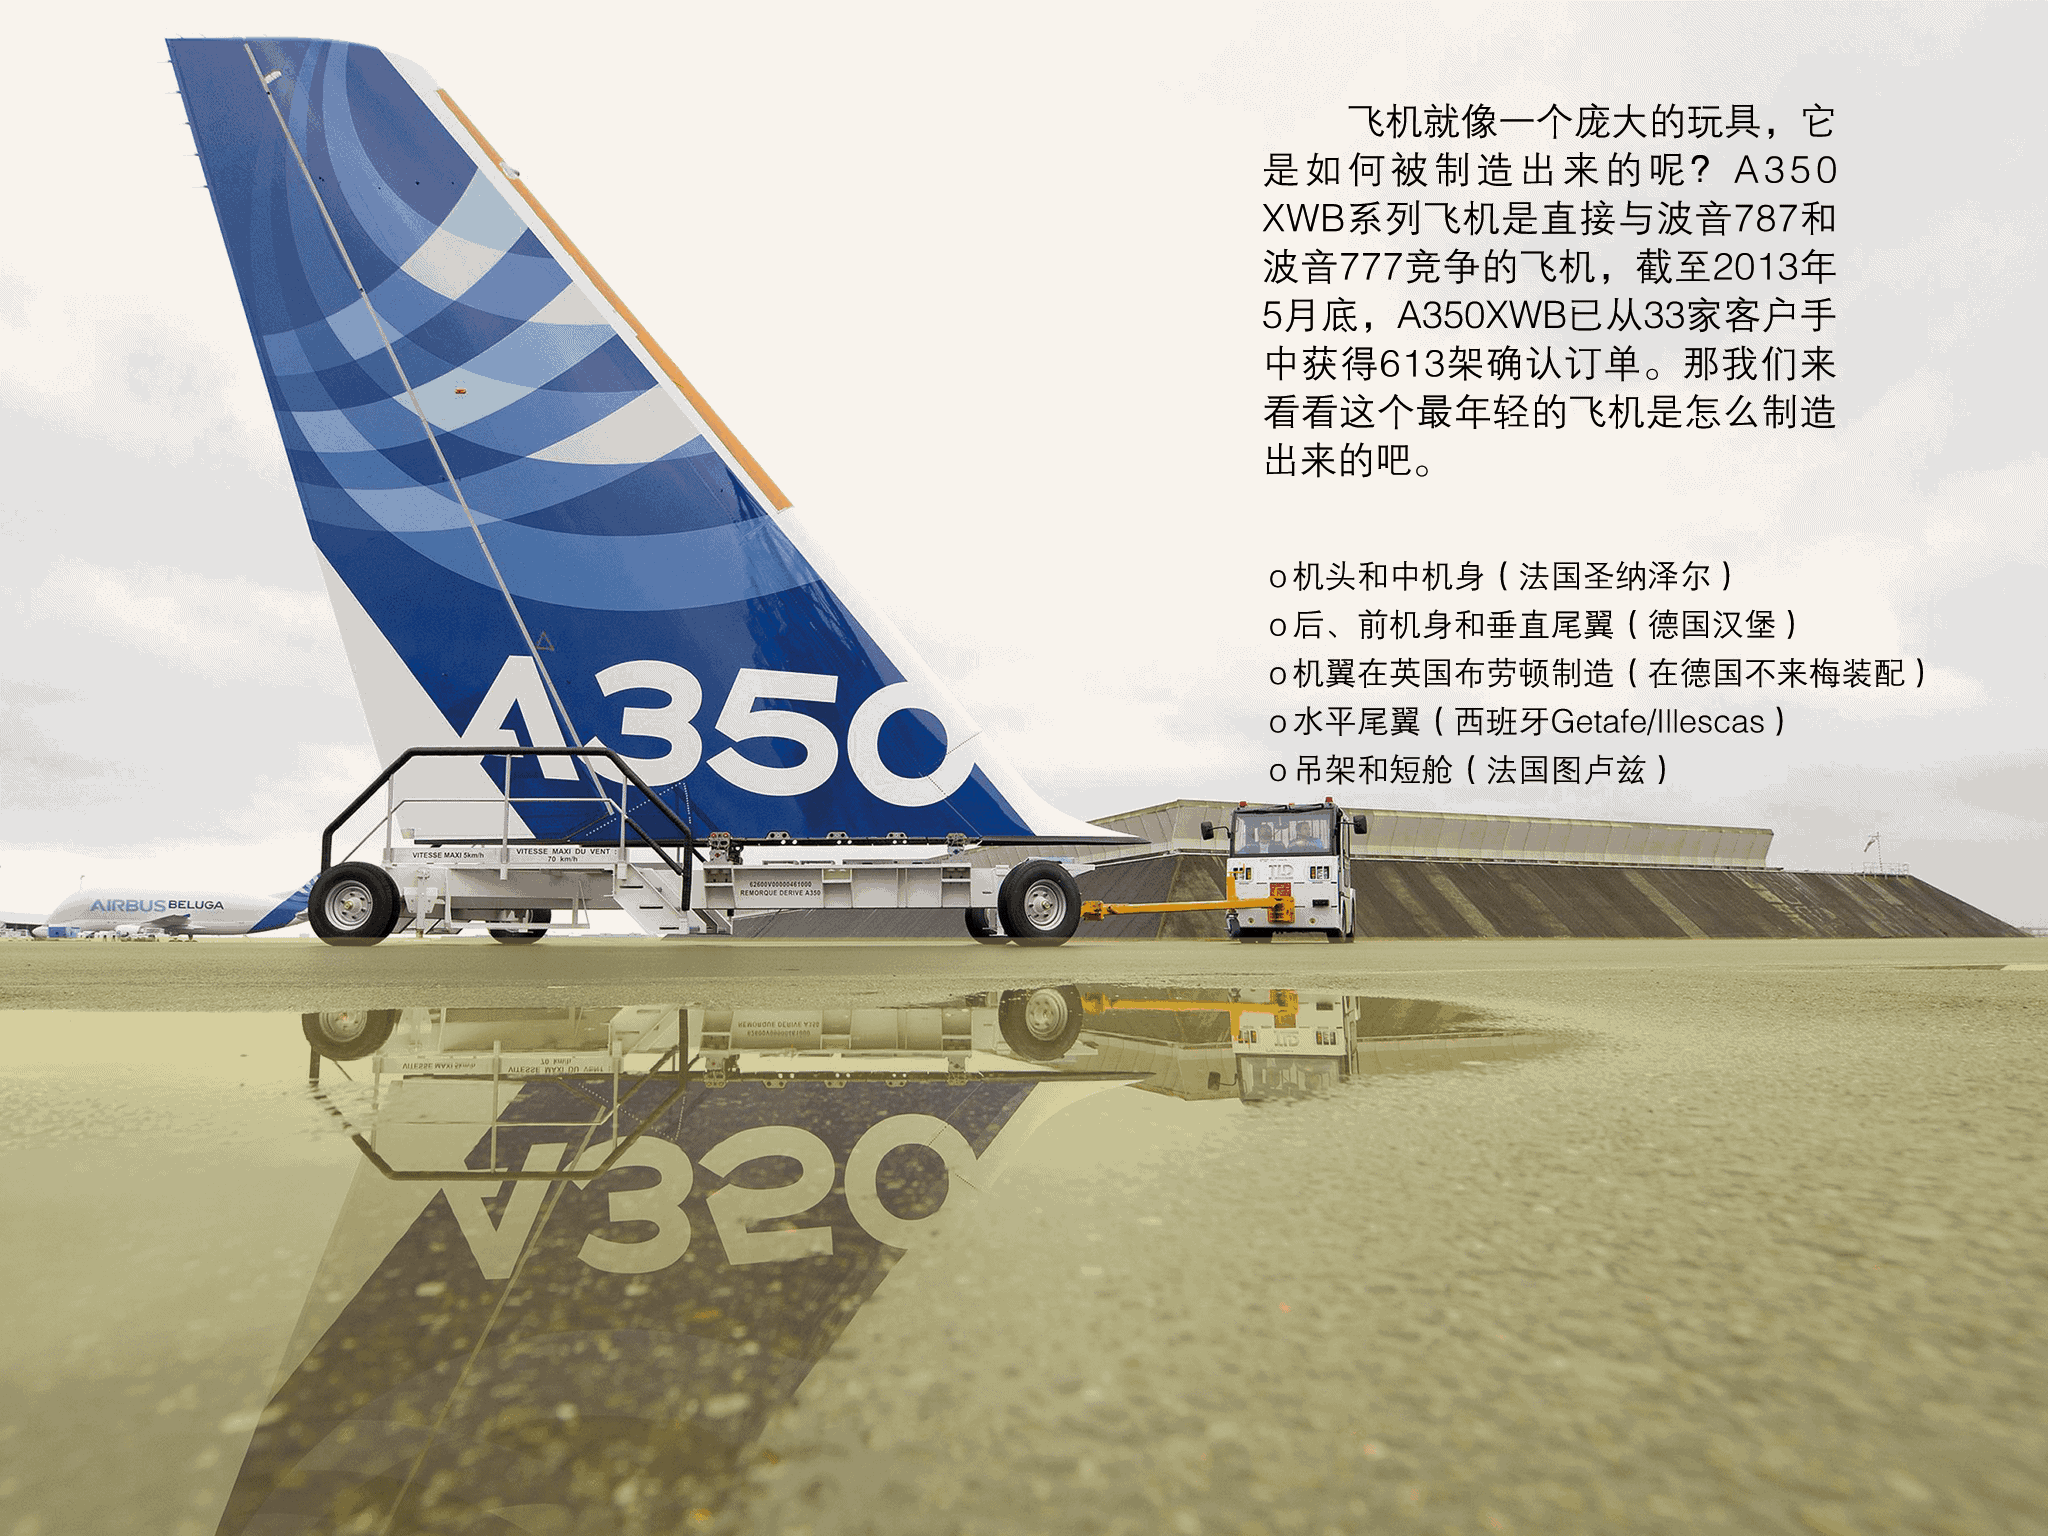 飞机就像一个庞大的玩具，它
是如何被制造出来的呢？A350
XWB系列飞机是直接与波音787和
波音777竞争的飞机，截至2013年
5月底，A350XWB已从33家客户手
中获得613架确认订单。那我们来
看看这个最年轻的飞机是怎么制造
出来的吧。
o机头和中机身（法国圣纳泽尔）
o后、前机身和垂直尾翼（德国汉堡）
o机翼在英国布劳顿制造（在德国不来梅装配）
o水平尾翼（西班牙Getafe/Illescas）
o吊架和短舱（法国图卢兹）
A350
VITESSE MAXI 5km/h
VITESSE MAXI DU VENT :
70 km/h
62600V00000461000
REMORQUE DERIVE A350
TLD
AIRBUS BELUGA